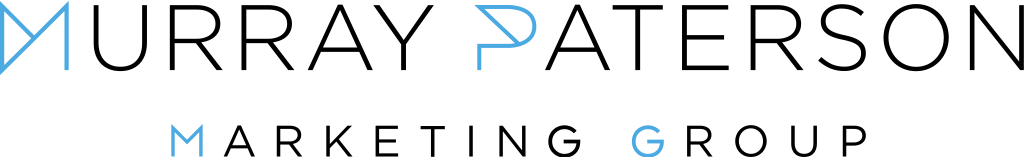 MURRAY PATERSON
MARKETING GROUP